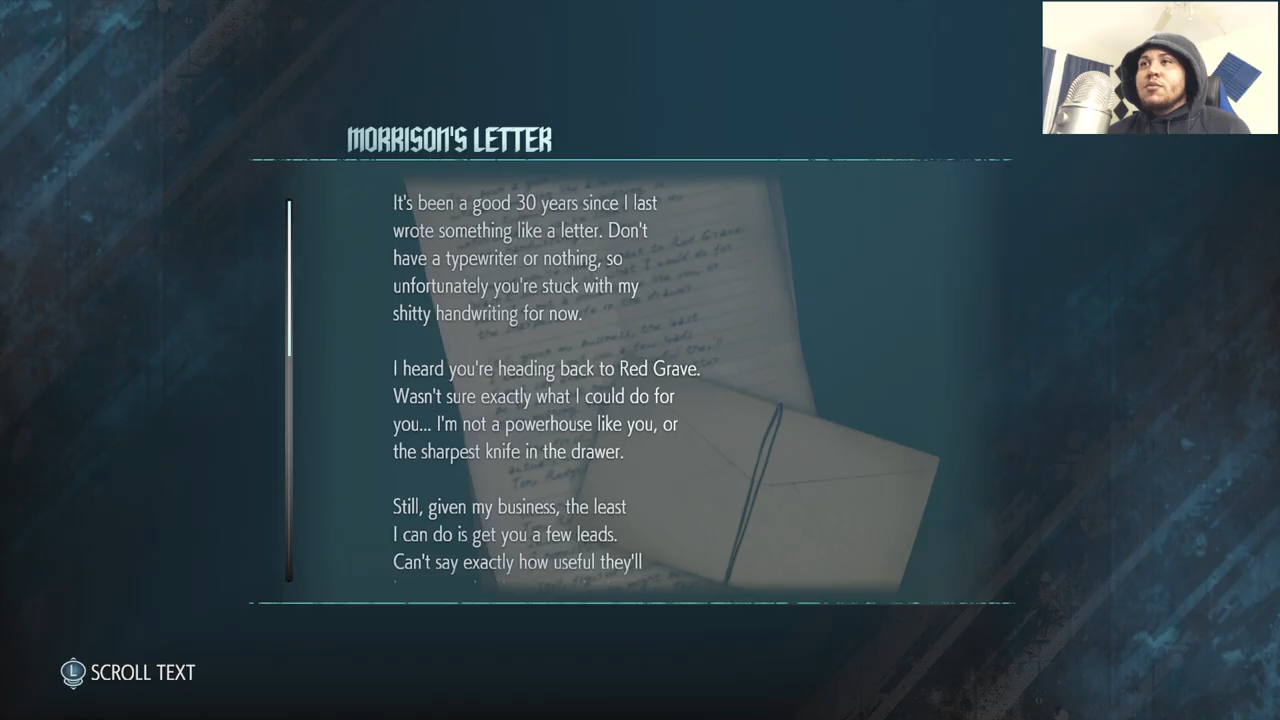 MORRISON'S LETTER
It's been a good 30 years since I last
wrote something like a letter. Don't
have a typewriter or nothing, so
unfortunately you're stuck with my
shitty handwriting for now.
I heard you're heading back to Red Grave.
Wasn't sure exactly what I could do for
you... I'm not a powerhouse like you, or
the sharpest knife in the drawer.
Still, given my business, the least
I can do is get you a few leads.
Can't say exactly how useful they'll
L SCROLL TEXT